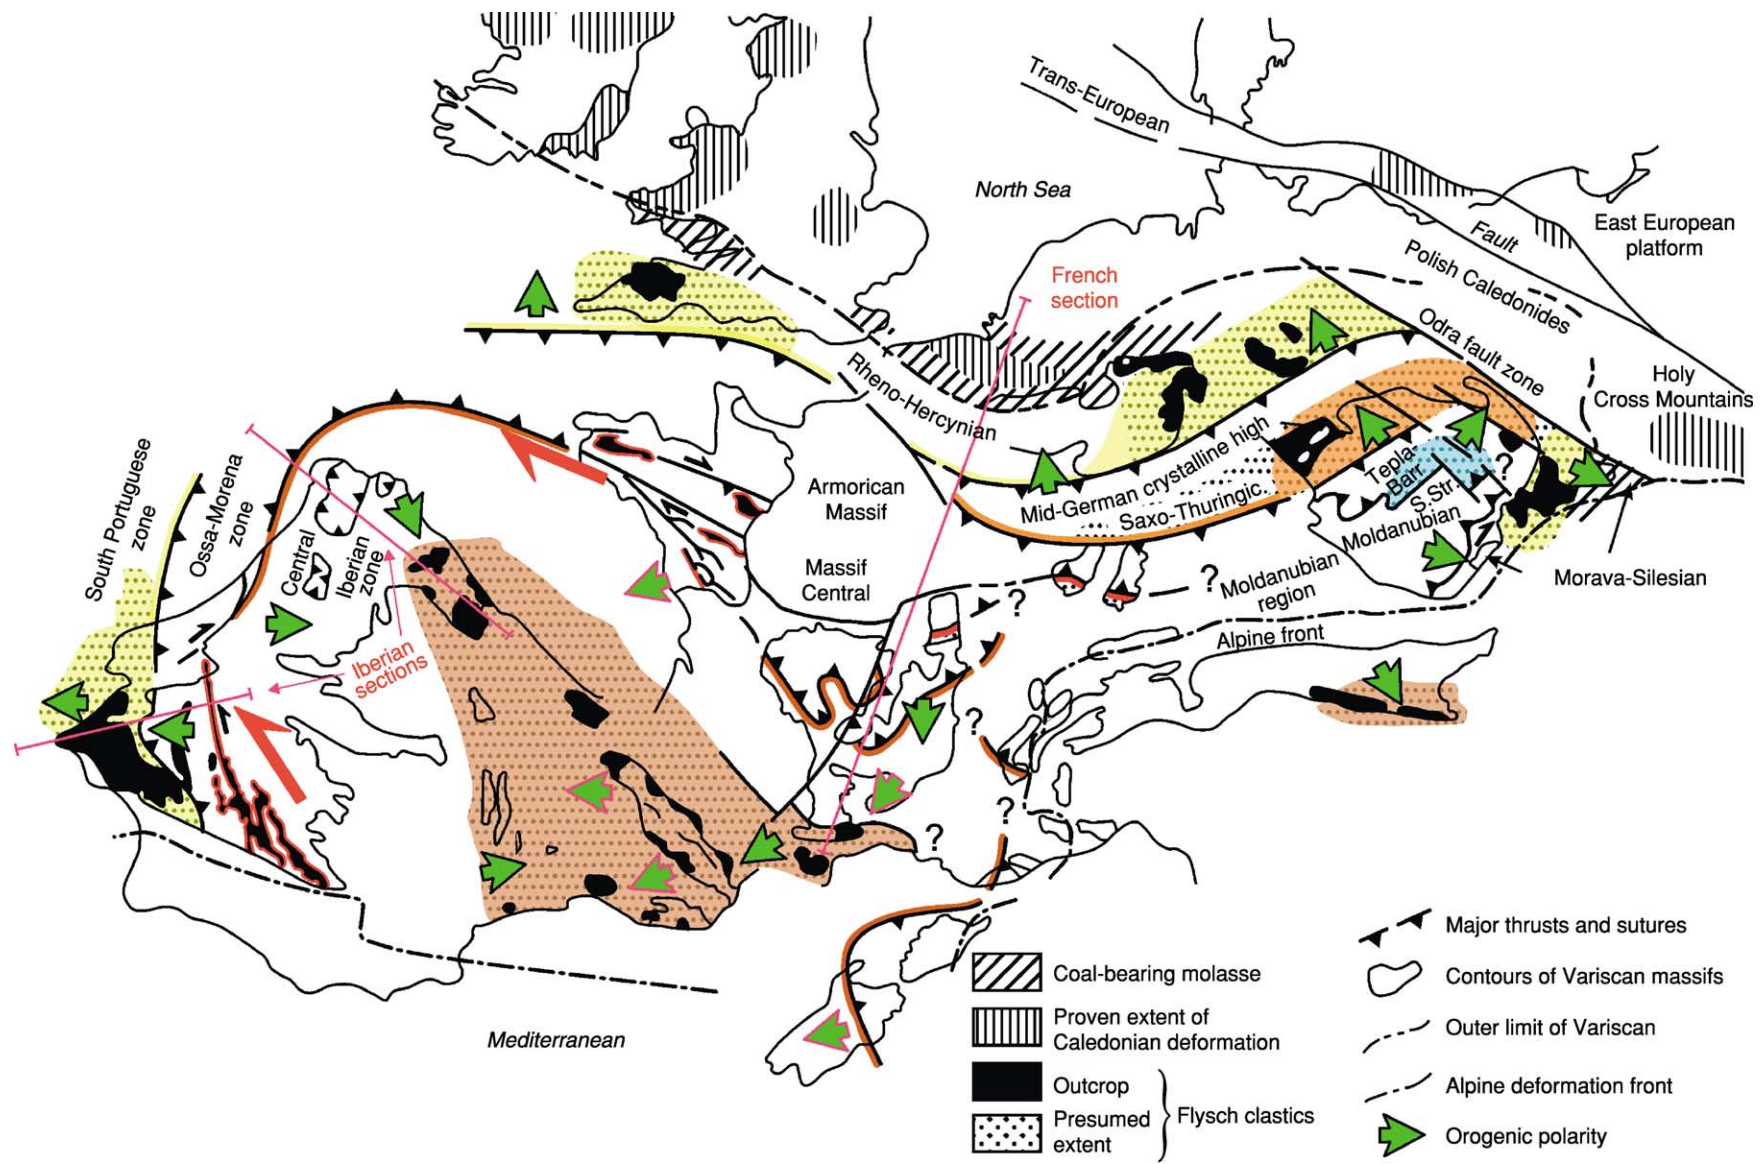 Trans-European
North Sea
East European
platform
Fault
Polish Caledonides
French
section
Odra fault zone
Holy
Cross Mountains
Rheno-Hercynian
Mid-German crystalline high
Saxo-Thuringic.
Tepla-
Barr.
S.Str.
?
Moldanubian
Morava-Silesian
South Portuguese
zone
Ossa-Morena
zone
Central
Iberian
zone
Armorican
Massif
Massif
Central
?
?
Moldanubian
region
Alpine front
Iberian
sections
?
?
?
Mediterranean
Coal-bearing molasse
Proven extent of
Caledonian deformation
Outcrop
Presumed
extent
Flysch clastics
Major thrusts and sutures
Contours of Variscan massifs
Outer limit of Variscan
Alpine deformation front
Orogenic polarity